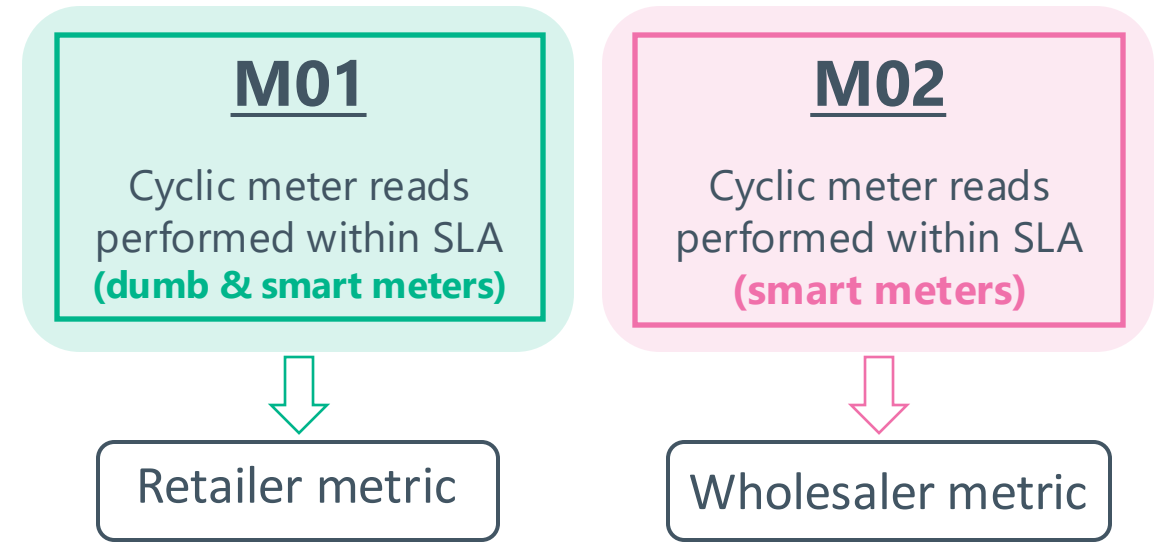 M01
Cyclic meter reads
performed within SLA
(dumb & smart meters)
Retailer metric
M02
Cyclic meter reads
performed within SLA
(smart meters)
Wholesaler metric